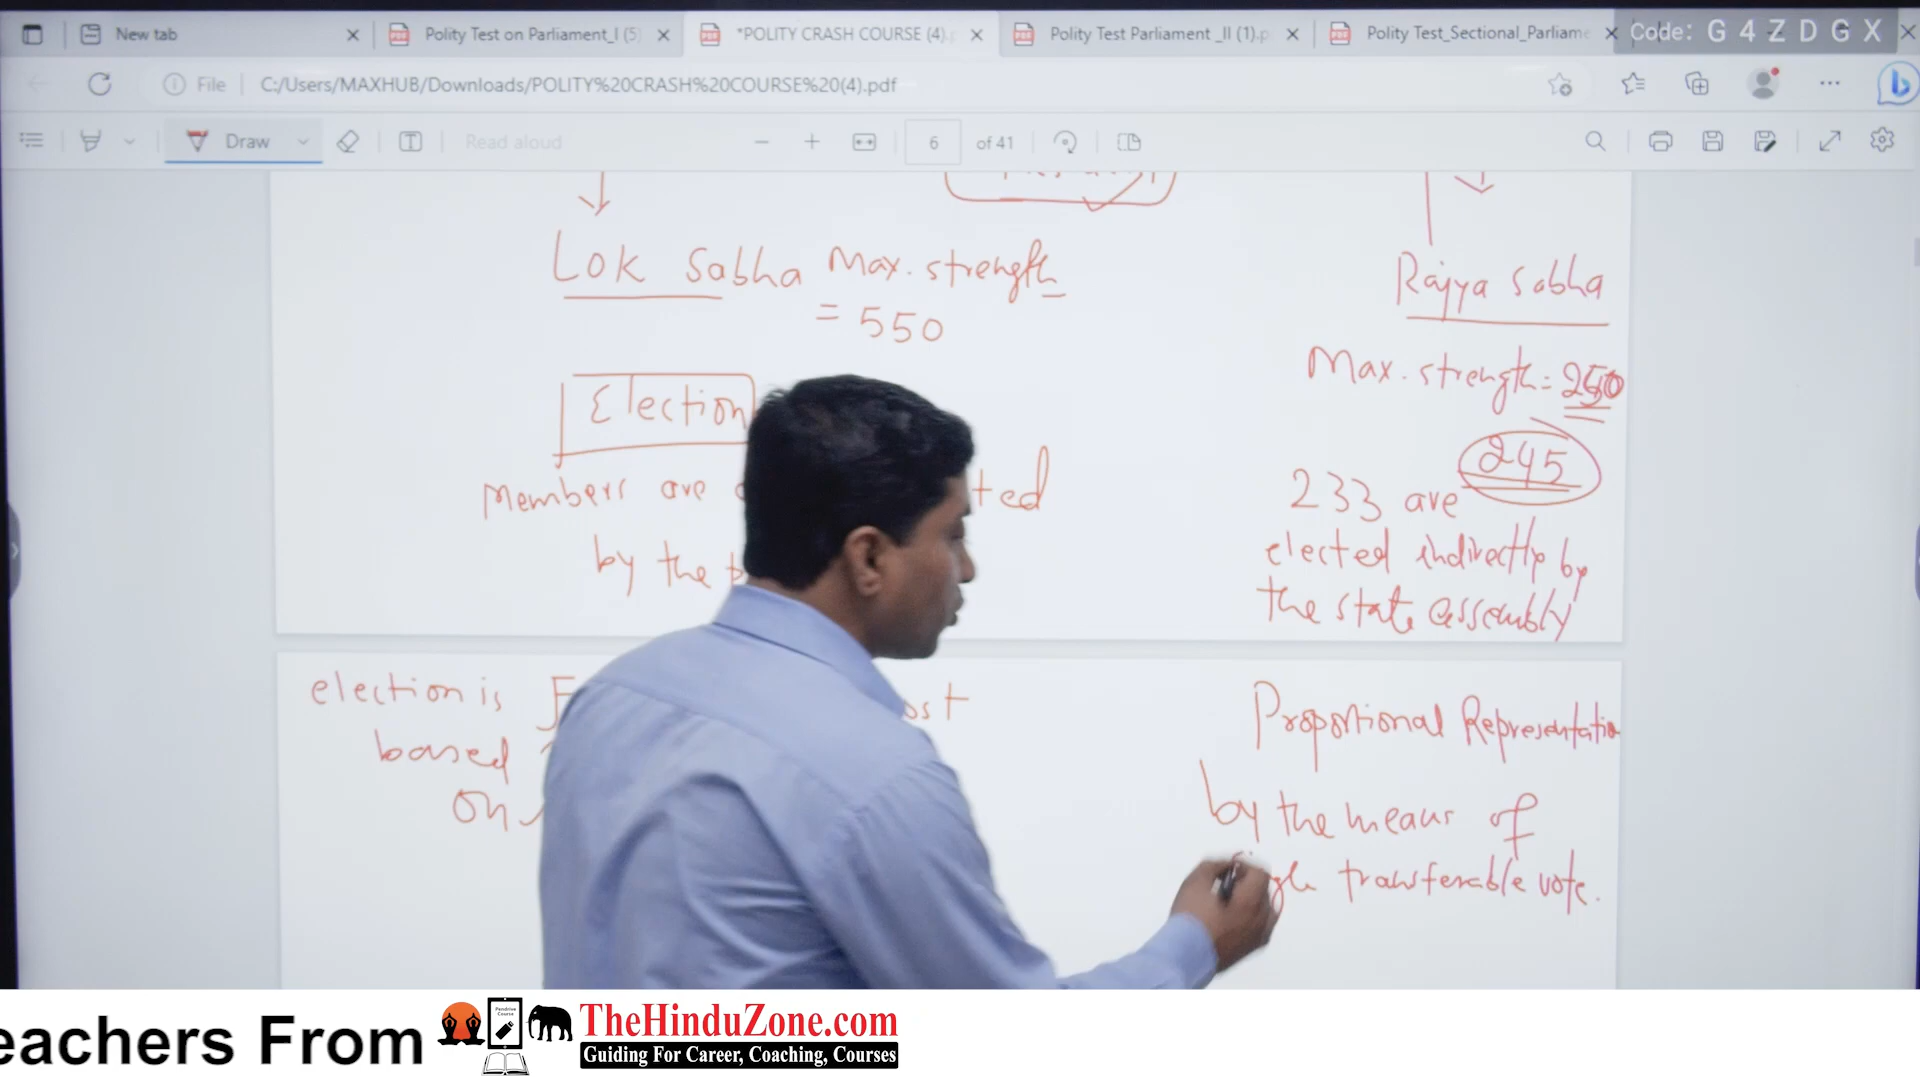 New tab
Polity Test on Parliament_I (5)
*POLITY CRASH COURSE (4).p
Polity Test Parliament _II (1).p
Polity Test_Sectional_Parliame
Code: G 4 Z D G X
File
C:/Users/MAXHUB/Downloads/POLITY%20CRASH%20COURSE%20(4).pdf
Draw
Read aloud
6 of 41
Lok Sabha Max. strength
= 550
Election
Members are
ted
by the
election is
ost
based
on
Rajya Sabha
Max. strength = 250
245
233 are
elected indirectly by
the state assembly
Proportional Representation
by the means of
transferable vote.
eachers From
Pendrive
Course
TheHinduZone.com
Guiding For Career, Coaching, Courses